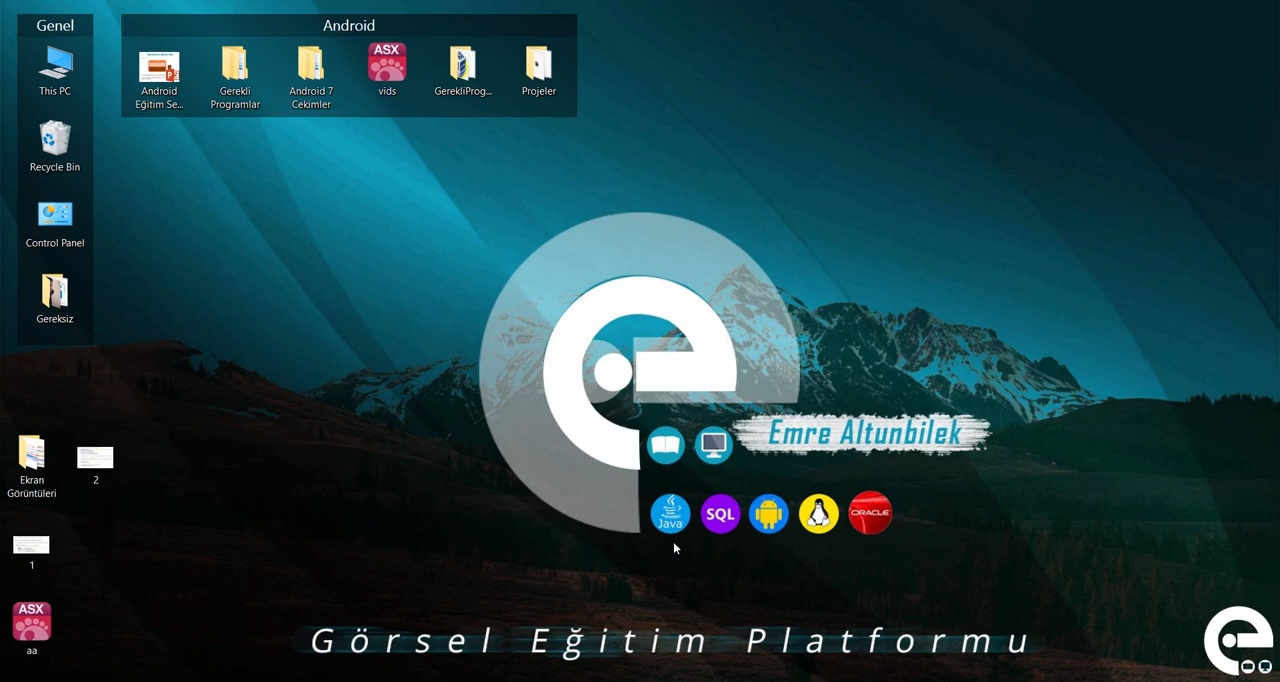 Genel
This PC
Recycle Bin
Control Panel
Gereksiz
Android
Android
Eğitim Se...
Gerekli
Programlar
Android 7
Cekimler
ASX
vids
GerekliProg...
Projeler
Ekran
Görüntüleri
2
1
ASX
aa
Emre Altunbilek
Java
SQL
ORACLE
Görsel Eğitim Platformu